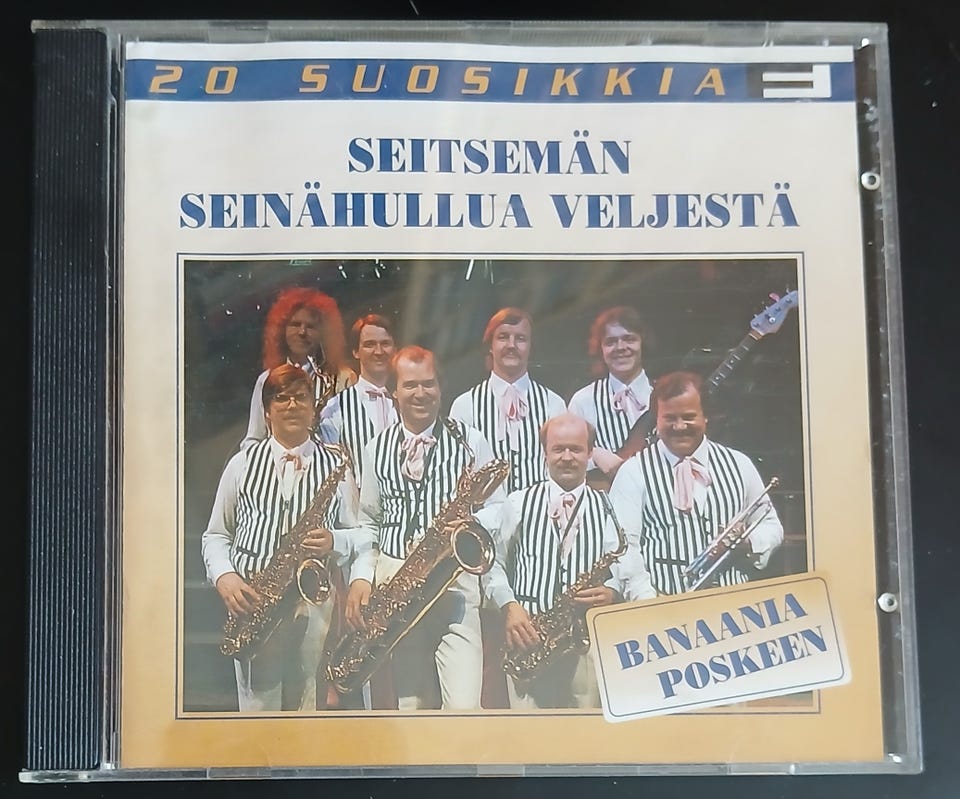 20 SUOSIKKIA
SEITSEMÄN
SEINÄHULLUA VELJESTÄ
BANAANIA
POSKEEN